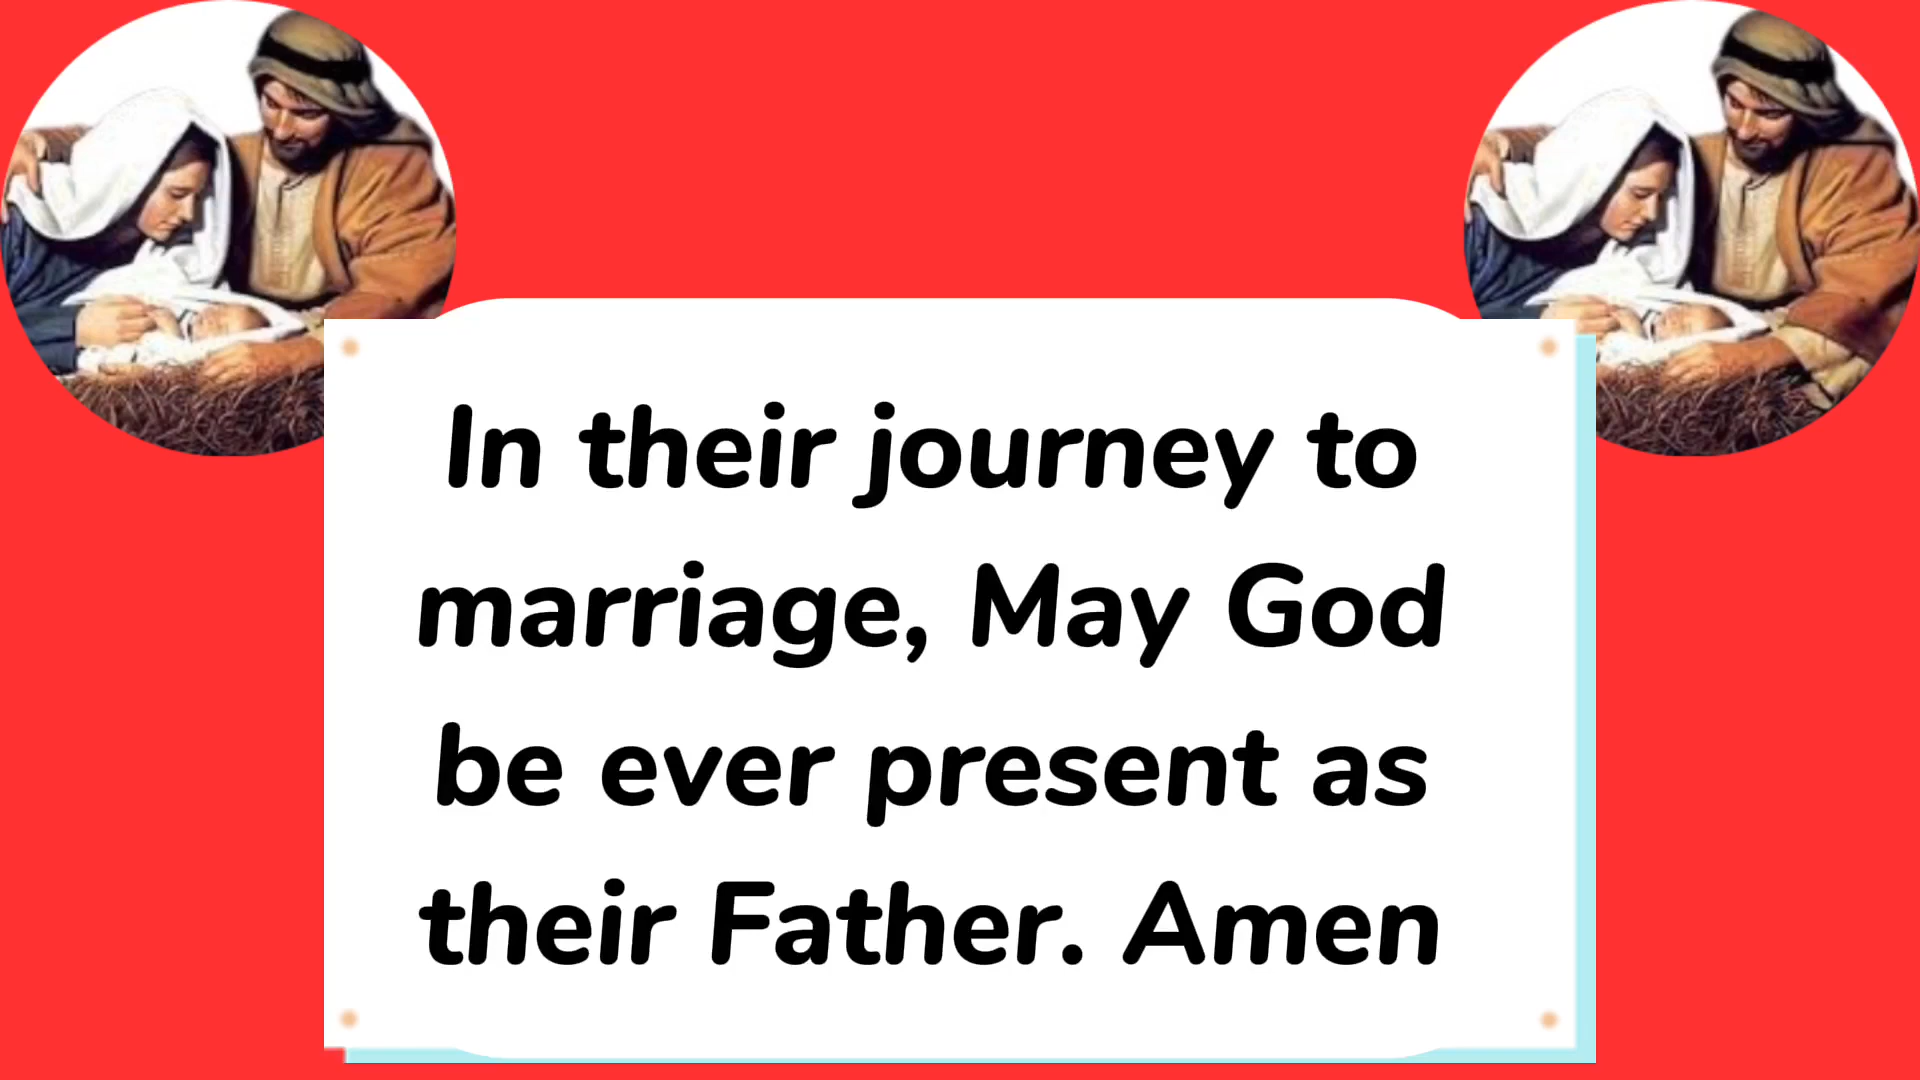 In their journey to
marriage, May God
be ever present as
their Father. Amen